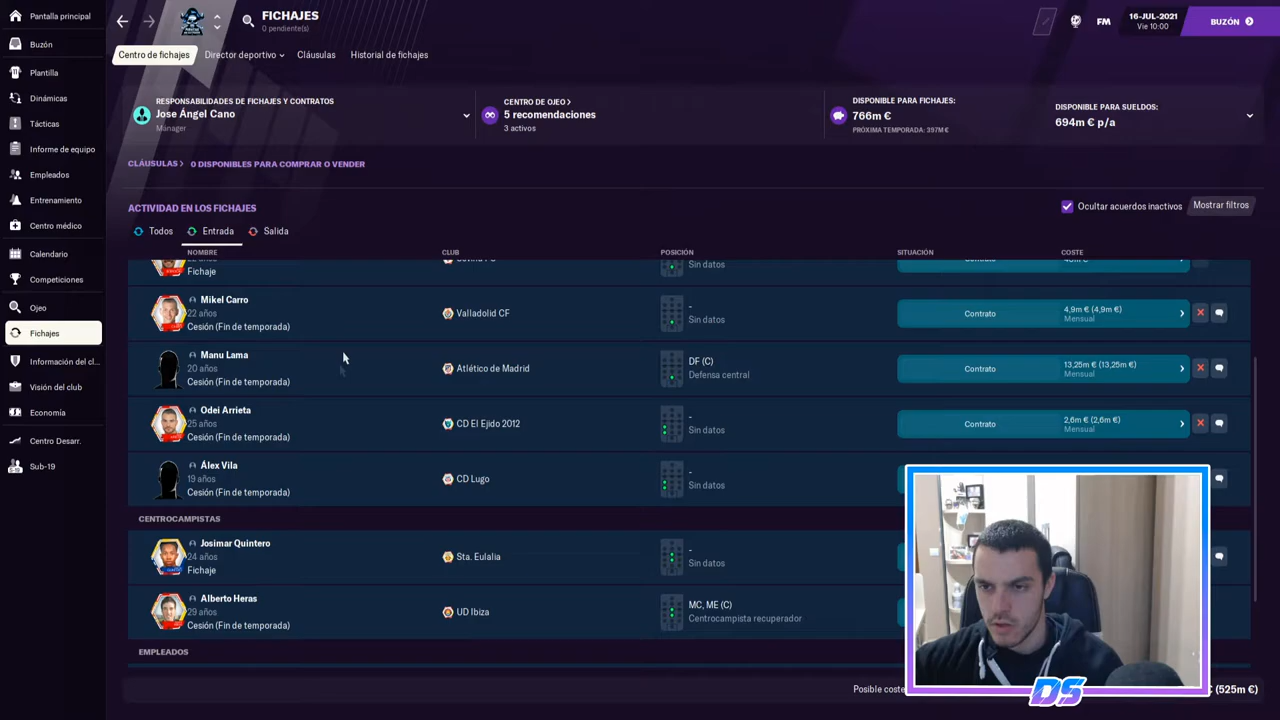 Pantalla principal
FICHAJES
0 pendiente(s)
FM
16-JUL-2021
Vie 10:00
BUZÓN
Buzón
Centro de fichajes
Director deportivo
Cláusulas
Historial de fichajes
Plantilla
Dinámicas
Tácticas
Informe de equipo
Empleados
Entrenamiento
Centro médico
Calendario
Competiciones
Ojeo
Fichajes
Información del cl...
Visión del club
Economía
Centro Desarr.
Sub-19
RESPONSABILIDADES DE FICHAJES Y CONTRATOS
Jose Ángel Cano
Manager
CENTRO DE OJEO >
5 recomendaciones
3 activos
DISPONIBLE PARA FICHAJES:
766m €
PRÓXIMA TEMPORADA: 397M €
DISPONIBLE PARA SUELDOS:
694m € p/a
CLÁUSULAS > 0 DISPONIBLES PARA COMPRAR O VENDER
ACTIVIDAD EN LOS FICHAJES
Ocultar acuerdos inactivos
Mostrar filtros
Todos
Entrada
Salida
NOMBRE
CLUB
POSICIÓN
SITUACIÓN
COSTE
Fichaje
Sin datos
Contrato
Mikel Carro
22 años
Cesión (Fin de temporada)
Valladolid CF
-
Sin datos
Contrato
4,9m € (4,9m €)
Mensual
Manu Lama
20 años
Cesión (Fin de temporada)
Atlético de Madrid
DF (C)
Defensa central
Contrato
13,25m € (13,25m €)
Mensual
Odei Arrieta
25 años
Cesión (Fin de temporada)
CD El Ejido 2012
-
Sin datos
Contrato
2,6m € (2,6m €)
Mensual
Álex Vila
19 años
Cesión (Fin de temporada)
CD Lugo
-
Sin datos
CENTROCAMPISTAS
Josimar Quintero
24 años
Fichaje
Sta. Eulalia
-
Sin datos
Alberto Heras
29 años
Cesión (Fin de temporada)
UD Ibiza
MC, ME (C)
Centrocampista recuperador
EMPLEADOS
Posible coste
(525m €)
DS